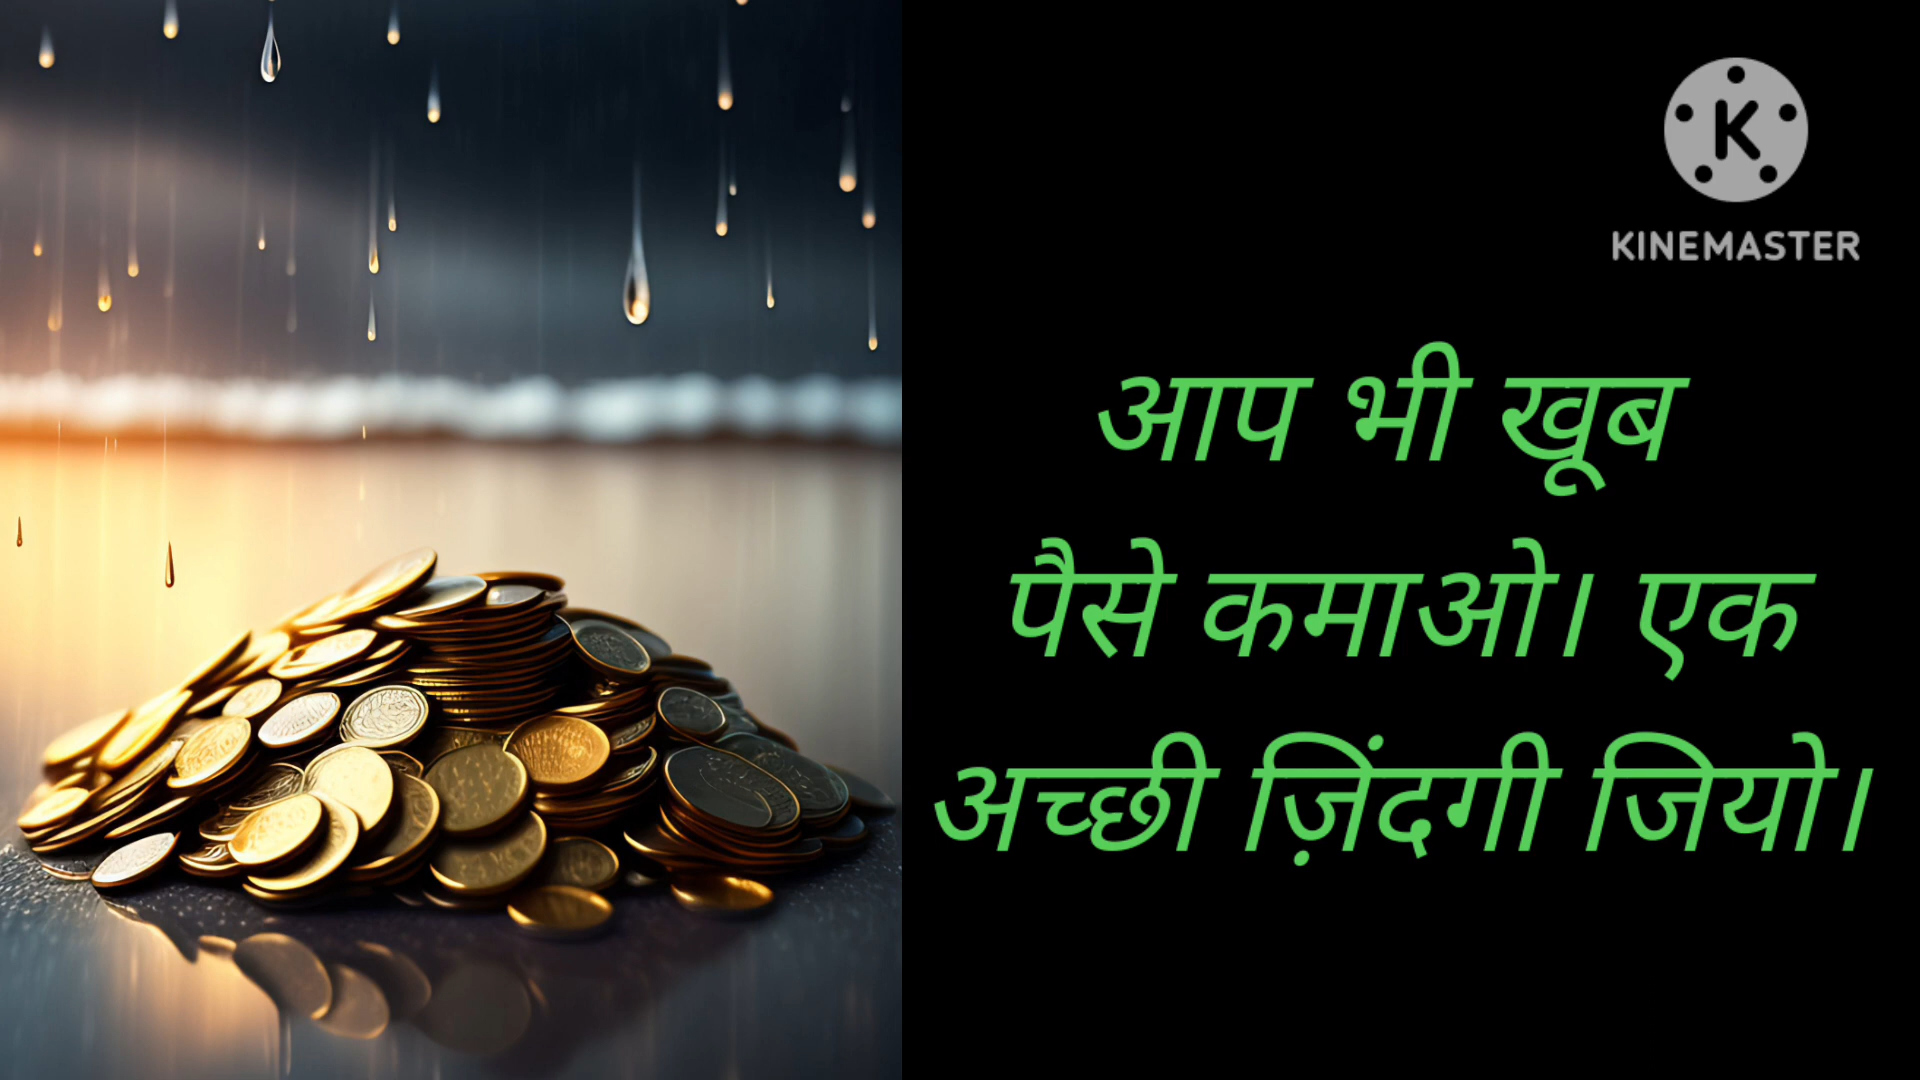 KINEMASTER
आप भी खूब
पैसे कमाओ। एक
अच्छी ज़िंदगी जियो।